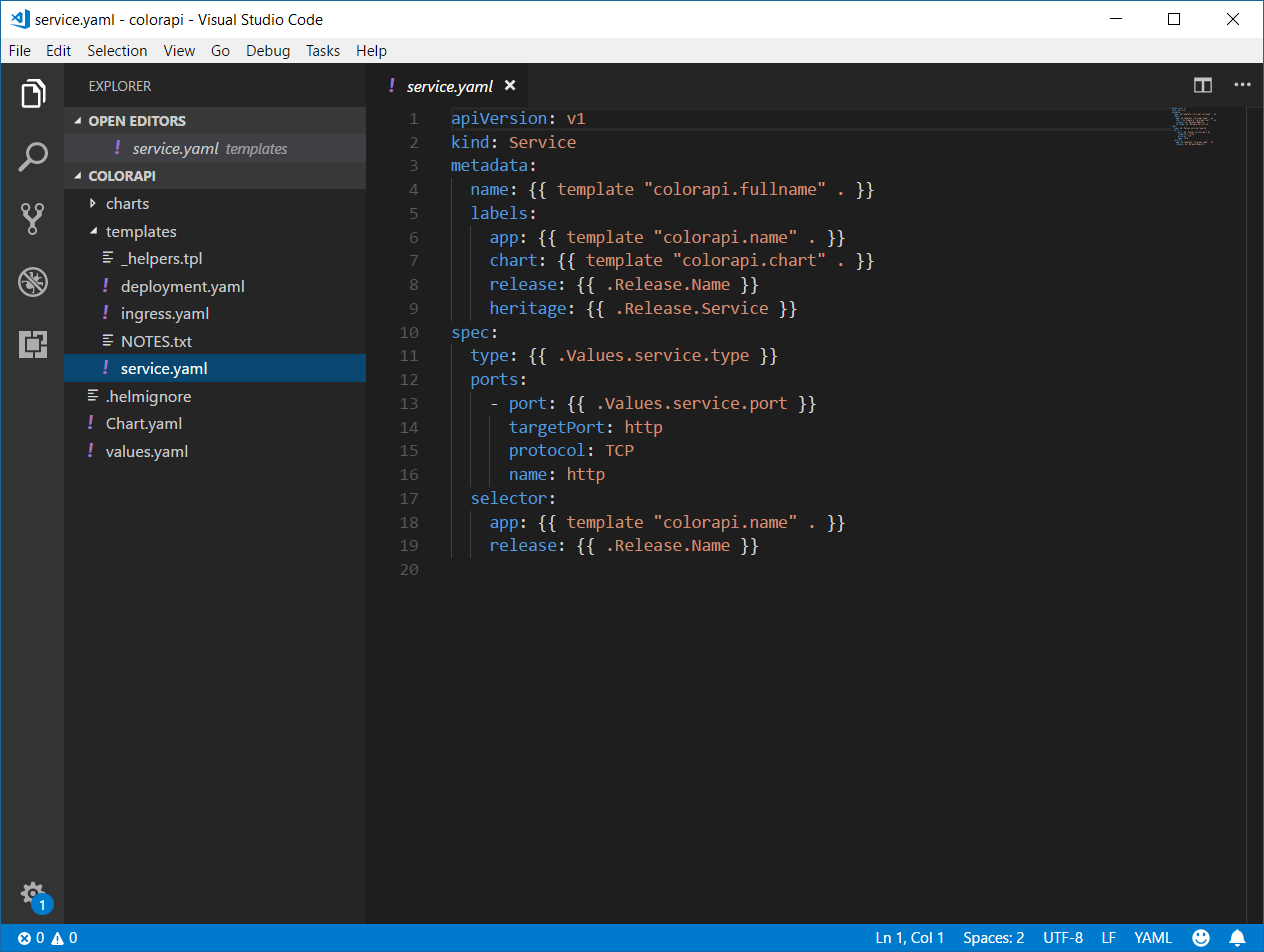 service.yaml - colorapi - Visual Studio Code
File Edit Selection View Go Debug Tasks Help
EXPLORER
OPEN EDITORS
! service.yaml templates
COLORAPI
charts
templates
_helpers.tpl
! deployment.yaml
! ingress.yaml
NOTES.txt
! service.yaml
.helmignore
! Chart.yaml
! values.yaml
! service.yaml
1 apiVersion: v1
2 kind: Service
3 metadata:
4   name: {{ template "colorapi.fullname" . }}
5   labels:
6     app: {{ template "colorapi.name" . }}
7     chart: {{ template "colorapi.chart" . }}
8     release: {{ .Release.Name }}
9     heritage: {{ .Release.Service }}
10 spec:
11   type: {{ .Values.service.type }}
12   ports:
13     - port: {{ .Values.service.port }}
14       targetPort: http
15       protocol: TCP
16       name: http
17   selector:
18     app: {{ template "colorapi.name" . }}
19     release: {{ .Release.Name }}
20
1
0 0 Ln 1, Col 1 Spaces: 2 UTF-8 LF YAML